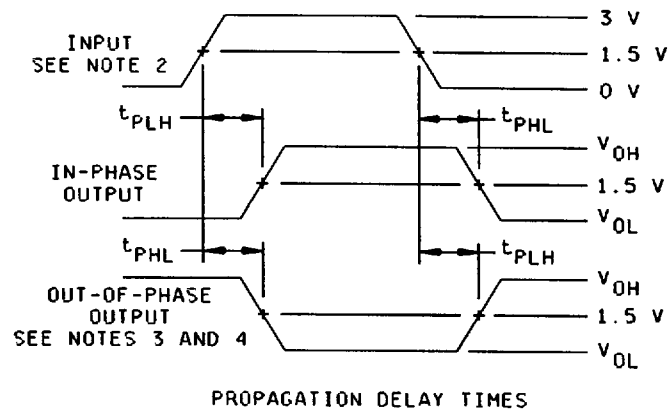 3 V
INPUT
SEE NOTE 2
1.5 V
0 V
tPLH
tPHL
VOH
IN-PHASE
OUTPUT
1.5 V
VOL
tPHL
tPLH
VOH
OUT-OF-PHASE
OUTPUT
SEE NOTES 3 AND 4
1.5 V
VOL
PROPAGATION DELAY TIMES